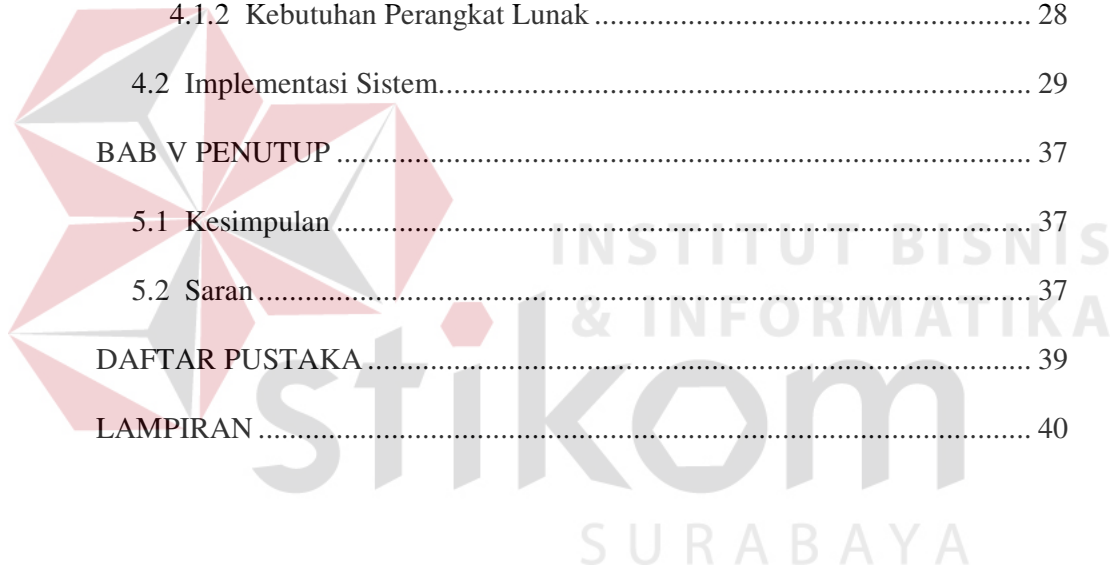 4.1.2 Kebutuhan Perangkat Lunak ........................................................ 28
4.2 Implementasi Sistem............................................................................ 29
BAB V PENUTUP ......................................................................................... 37
5.1 Kesimpulan ......................................................................................... 37
5.2 Saran ................................................................................................... 37
DAFTAR PUSTAKA ..................................................................................... 39
LAMPIRAN ................................................................................................... 40
INSTITUT BISNIS
& INFORMATIKA
stikom
SURABAYA